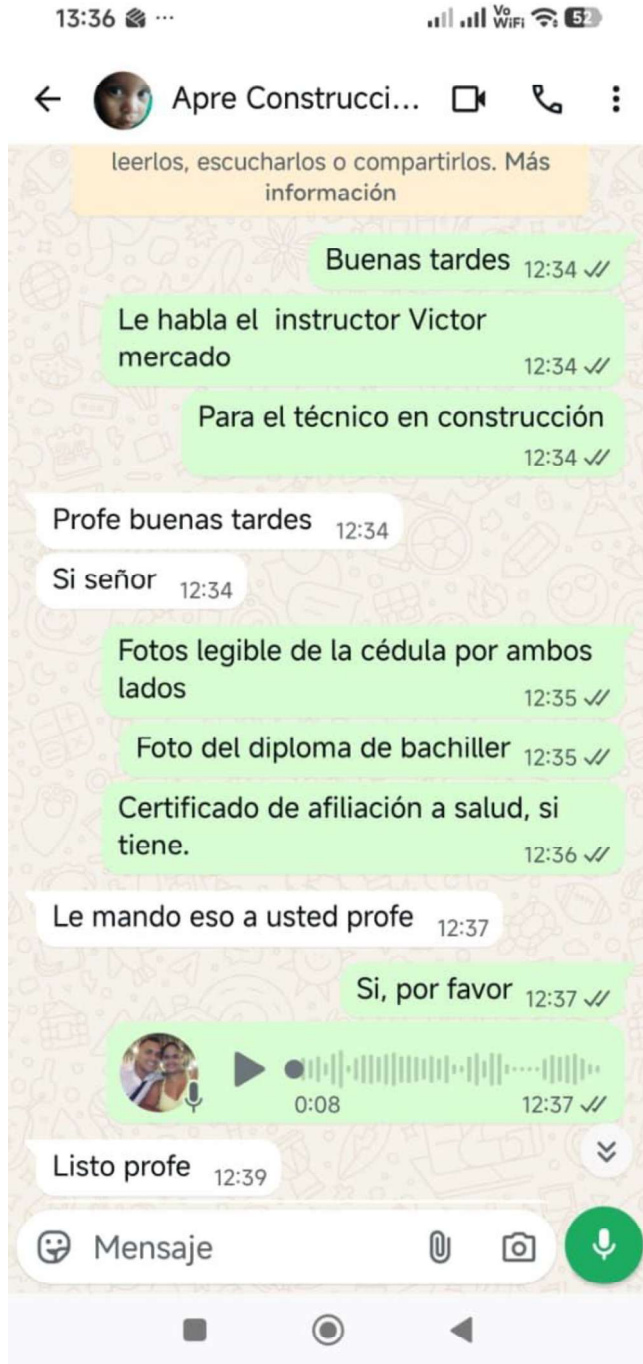 13:36 ...
Vo
WiFi
52
Apre Construcci...
leerlos, escucharlos o compartirlos. Más
información
Buenas tardes 12:34
Le habla el instructor Victor
mercado
12:34
Para el técnico en construcción
12:34
Profe buenas tardes 12:34
Si señor 12:34
Fotos legible de la cédula por ambos
lados
12:35
Foto del diploma de bachiller 12:35
Certificado de afiliación a salud, si
tiene.
12:36
Le mando eso a usted profe 12:37
Si, por favor 12:37
0:08 12:37
Listo profe 12:39
Mensaje